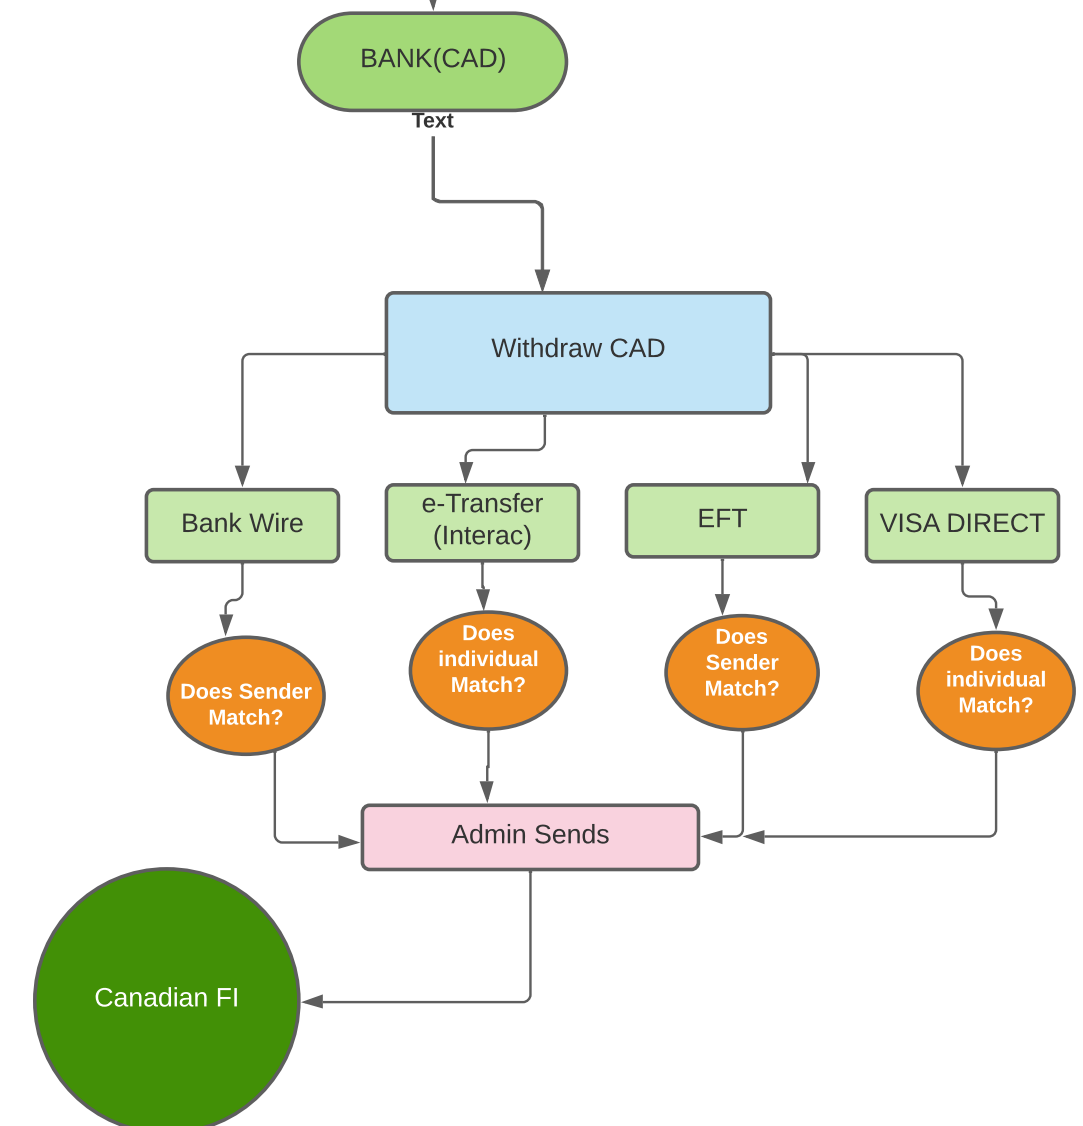 BANK(CAD)
Text
Withdraw CAD
Bank Wire
e-Transfer
(Interac)
EFT
VISA DIRECT
Does Sender
Match?
Does
individual
Match?
Does
Sender
Match?
Does
individual
Match?
Admin Sends
Canadian FI